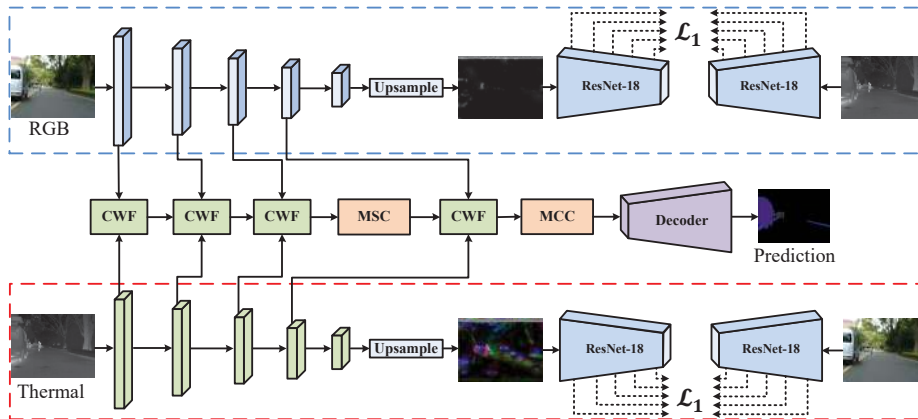 RGB
Upsample
ResNet-18
ℒ₁
ResNet-18
CWF
CWF
CWF
MSC
CWF
MCC
Decoder
Prediction
Thermal
Upsample
ResNet-18
ℒ₁
ResNet-18